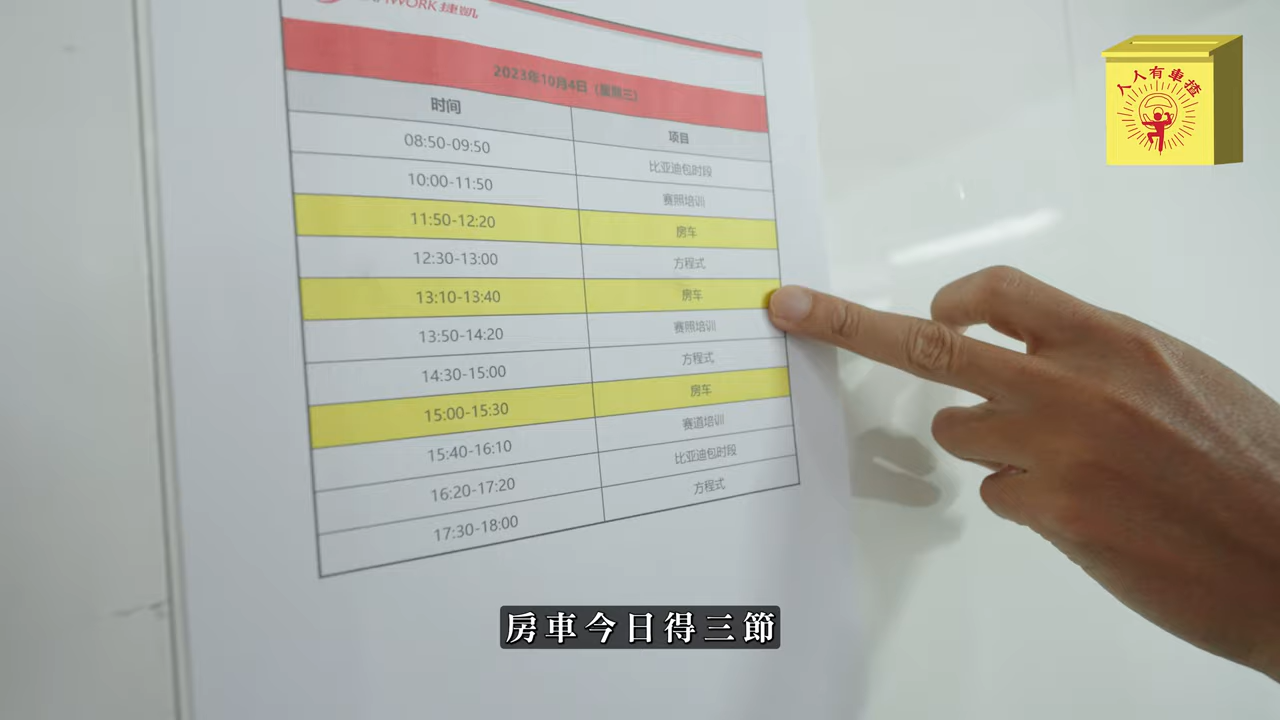 WORK 捷凯
2023年10月4日（星期三）
时间 项目
08:50-09:50 比亚迪包时段
10:00-11:50 赛照培训
11:50-12:20 房车
12:30-13:00 方程式
13:10-13:40 房车
13:50-14:20 赛照培训
14:30-15:00 方程式
15:00-15:30 房车
15:40-16:10 赛道培训
16:20-17:20 比亚迪包时段
17:30-18:00 方程式
人人有車揸
房車今日得三節